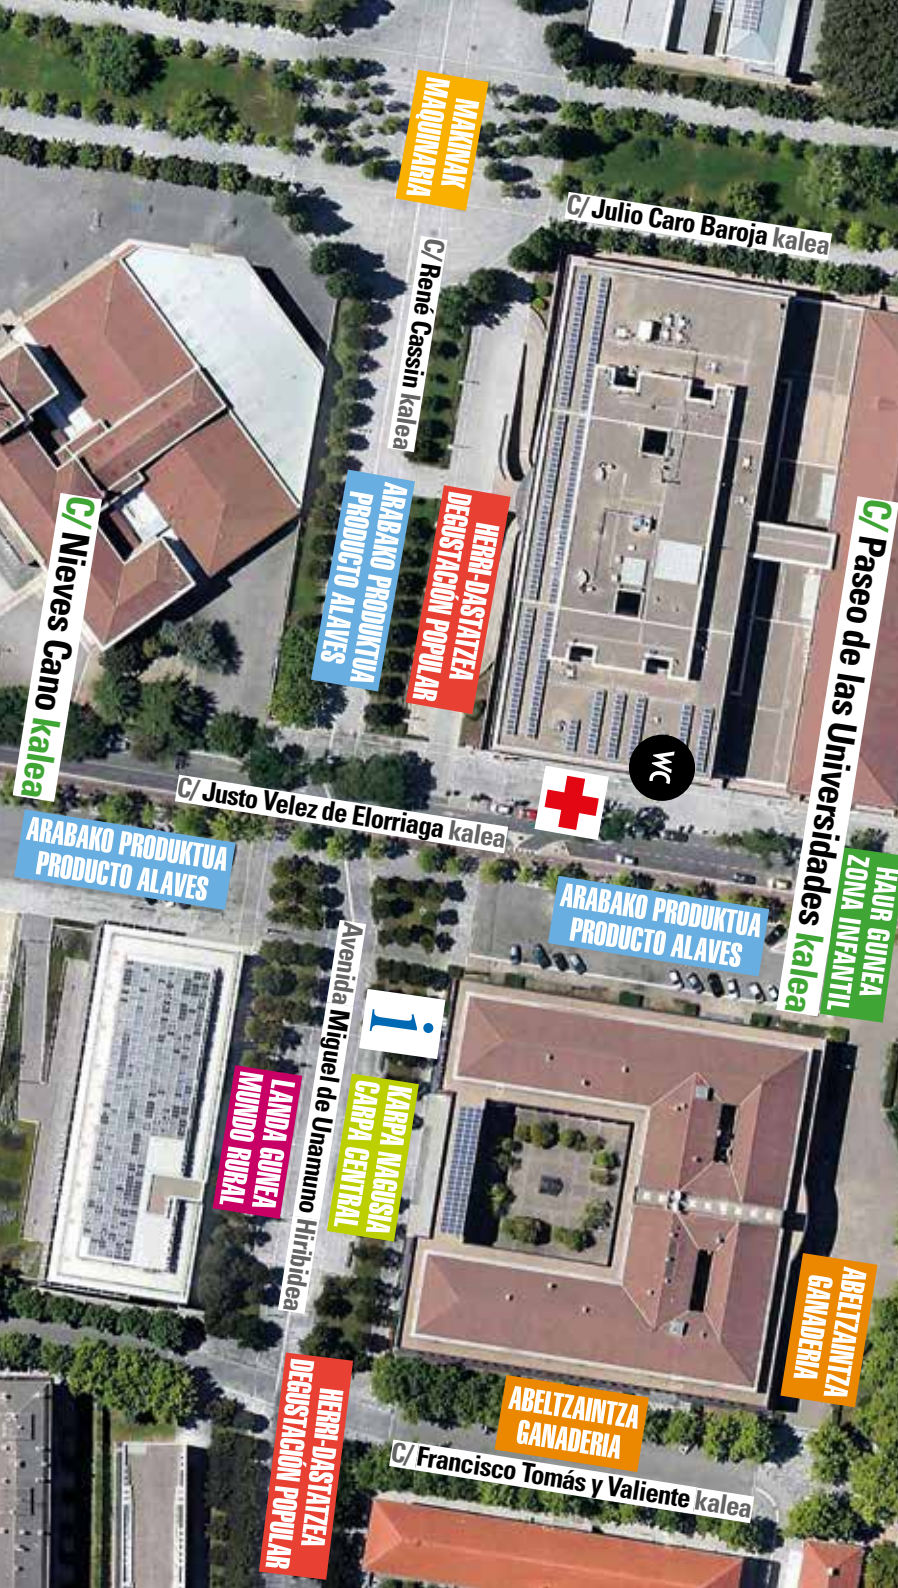 MAKINAK
MAQUINARIA
C/ Julio Caro Baroja kalea
C/ René Cassin kalea
ARABAKO PRODUKTUA
PRODUCTO ALAVES
HERRI-DASTATZEA
DEGUSTACIÓN POPULAR
C/ Nieves Cano kalea
C/ Paseo de las Universidades kalea
WC
C/ Justo Velez de Elorriaga kalea
ARABAKO PRODUKTUA
PRODUCTO ALAVES
ARABAKO PRODUKTUA
PRODUCTO ALAVES
HAUR GUNEA
ZONA INFANTIL
Avenida Miguel de Unamuno Hiribidea
i
LANDA GUNEA
MUNDO RURAL
KARPA NAGUSIA
CARPA CENTRAL
ABELTZAINTZA
GANADERIA
ABELTZAINTZA
GANADERIA
HERRI-DASTATZEA
DEGUSTACIÓN POPULAR
C/ Francisco Tomás y Valiente kalea